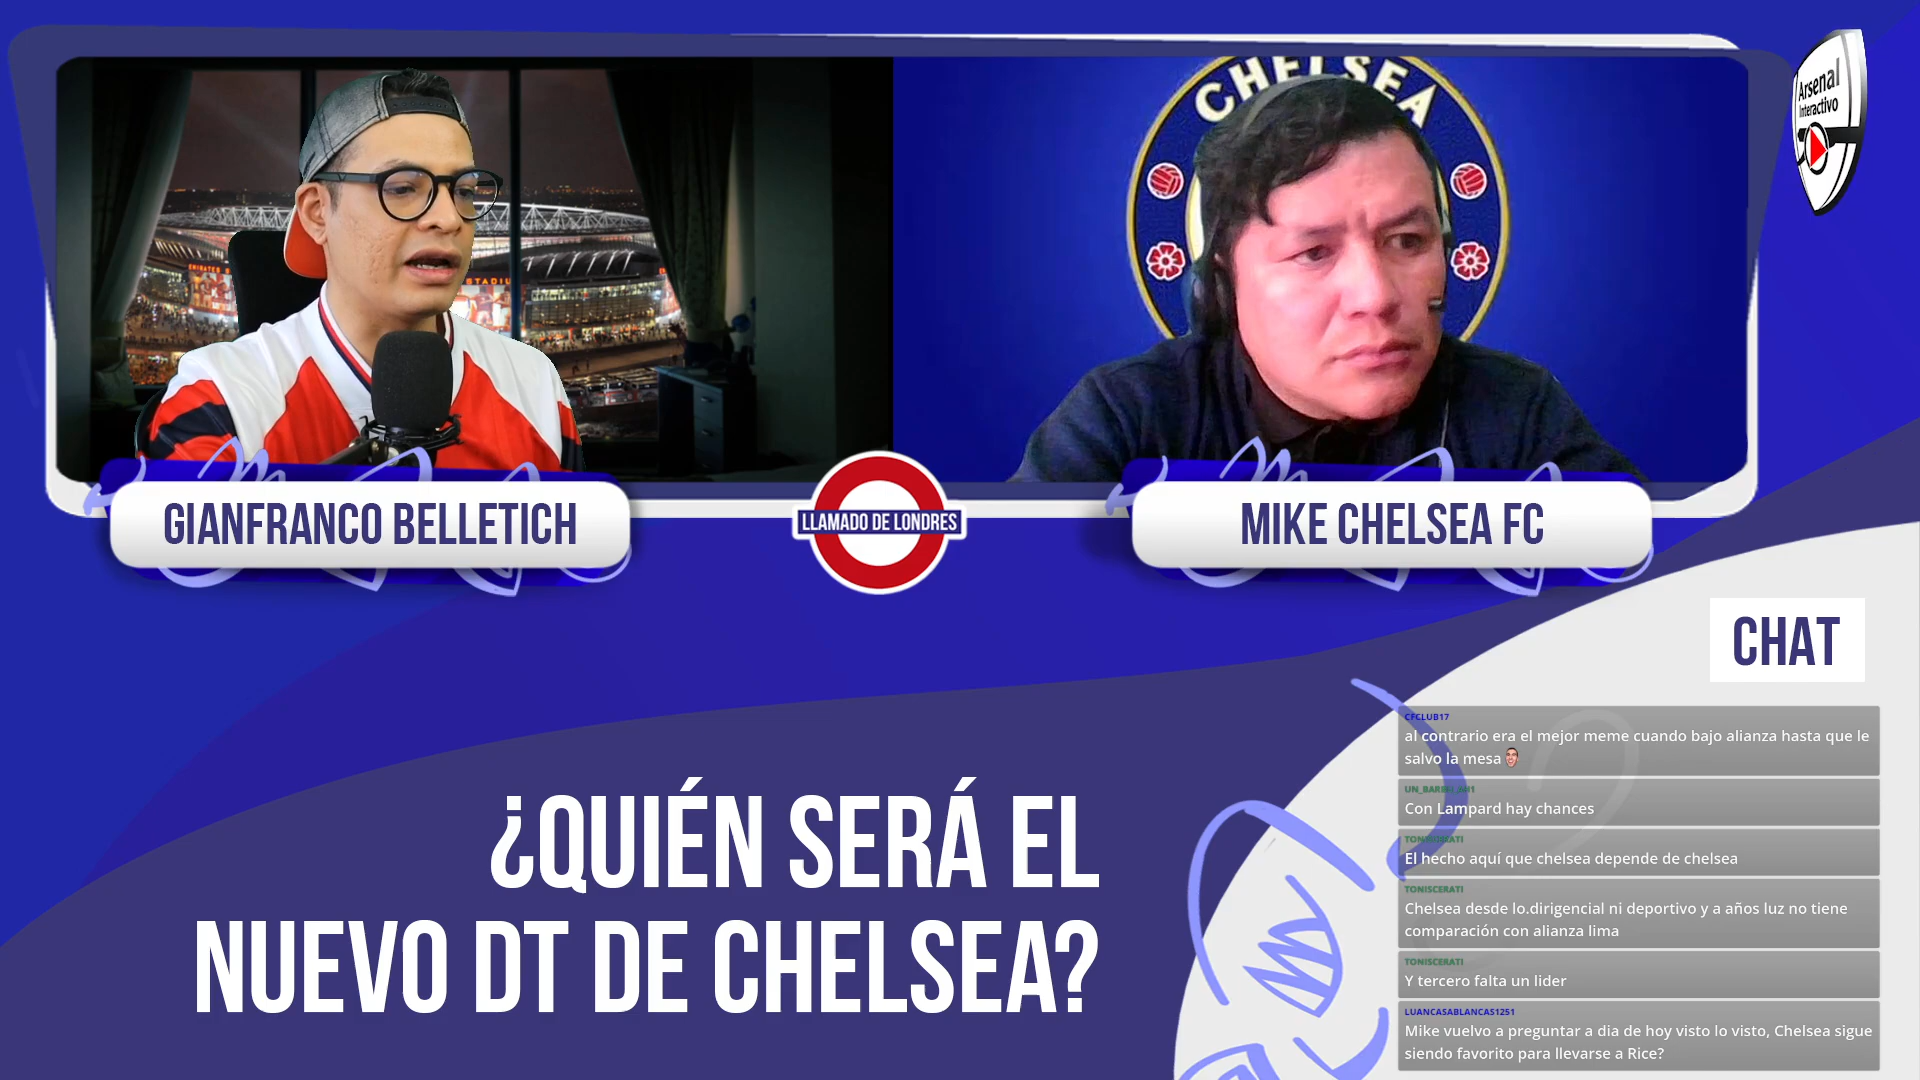 CHELSEA
Arsenal
Interactivo
EMIRATES S
STADIU
GIANFRANCO BELLETICH
LLAMADO DE LONDRES
MIKE CHELSEA FC
CHAT
CFCLUB17
al contrario era el mejor meme cuando bajo alianza hasta que le
salvo la mesa
Con Lampard hay chances
El hecho aquí que chelsea depende de chelsea
TONISCERATI
Chelsea desde lo.dirigencial ni deportivo y a años luz no tiene
comparación con alianza lima
TONISCERATI
Y tercero falta un lider
LUANCASABLANCAS1251
Mike vuelvo a preguntar a dia de hoy visto lo visto, Chelsea sigue
siendo favorito para llevarse a Rice?
¿QUIÉN SERÁ EL
NUEVO DT DE CHELSEA?